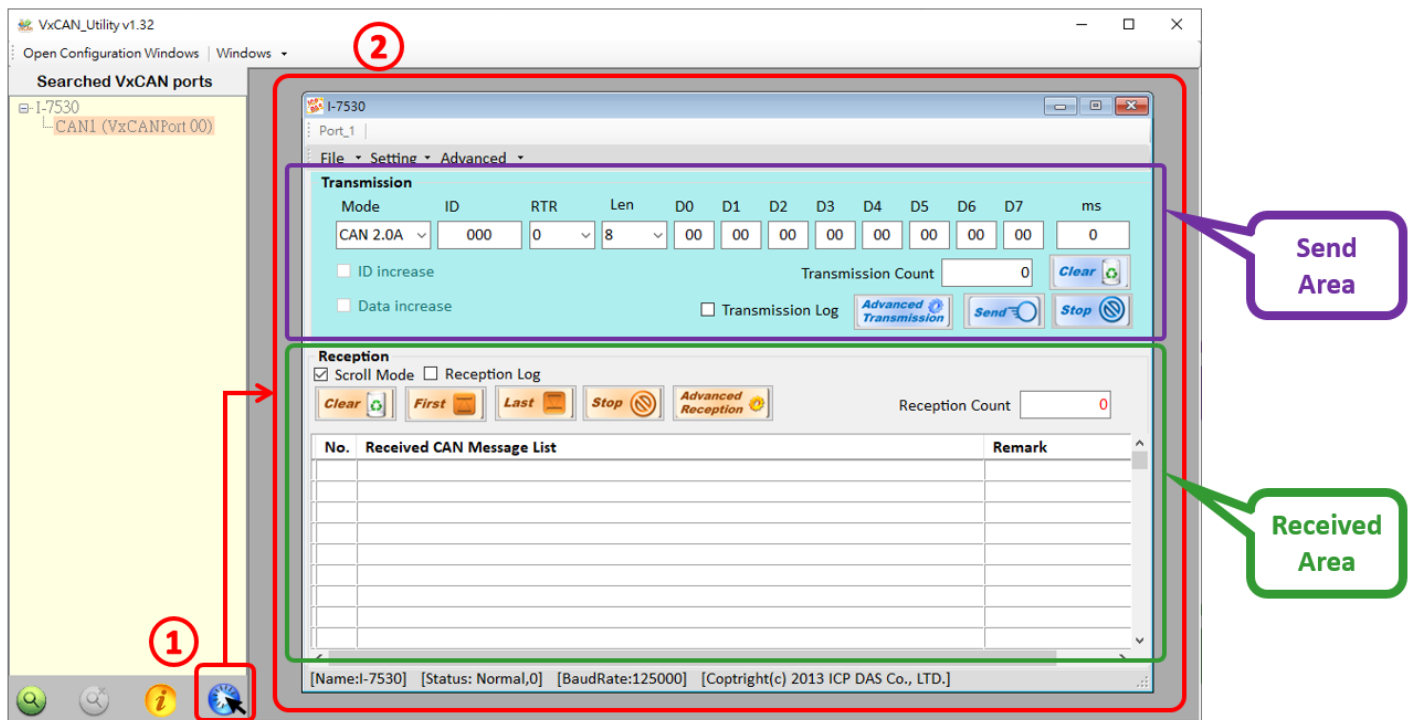 VxCAN_Utility v1.32
Open Configuration Windows Windows
2
Searched VxCAN ports
I-7530
CAN1 (VxCANPort 00)
I-7530
Port_1
File Setting Advanced
Transmission
Mode ID RTR Len D0 D1 D2 D3 D4 D5 D6 D7 ms
CAN 2.0A 000 0 8 00 00 00 00 00 00 00 00 0
ID increase Transmission Count 0 Clear
Data increase Transmission Log Advanced Transmission Send Stop
Send
Area
Reception
Scroll Mode Reception Log
Clear First Last Stop Advanced Reception Reception Count 0
No. Received CAN Message List Remark
Received
Area
1
[Name:I-7530] [Status: Normal,0] [BaudRate:125000] [Coptright(c) 2013 ICP DAS Co., LTD.]